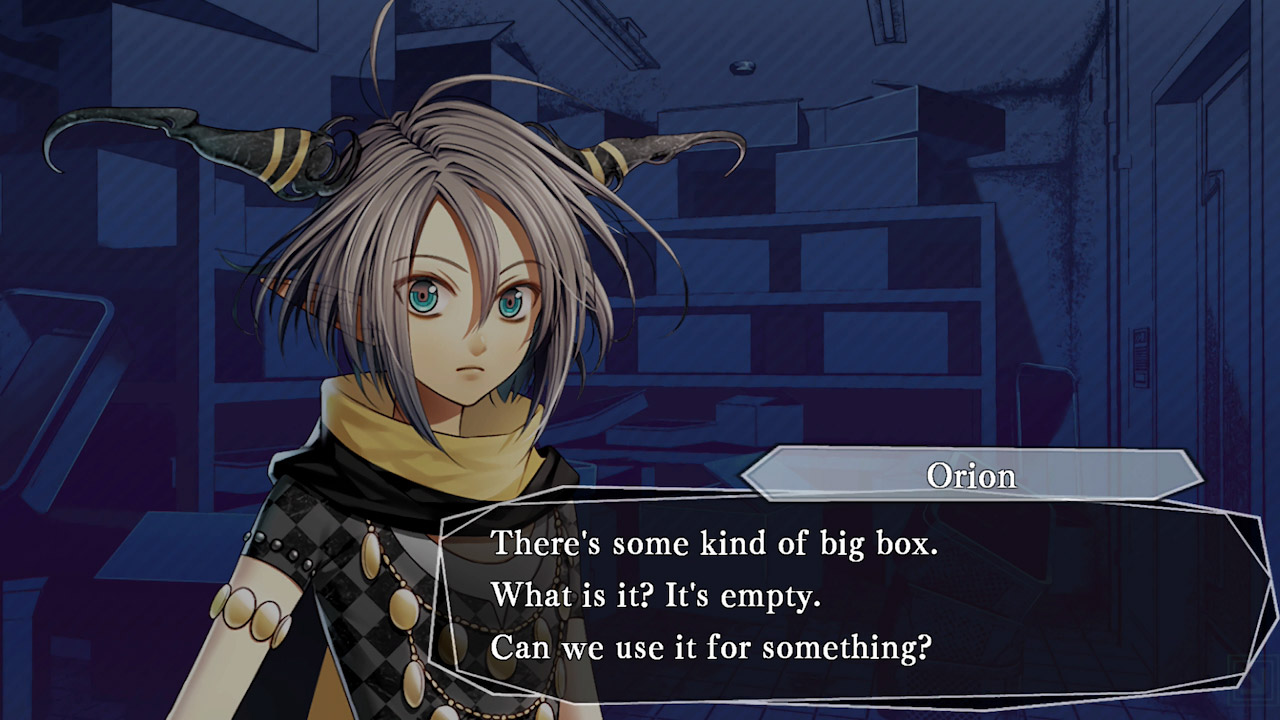 Orion
There's some kind of big box.
What is it? It's empty.
Can we use it for something?